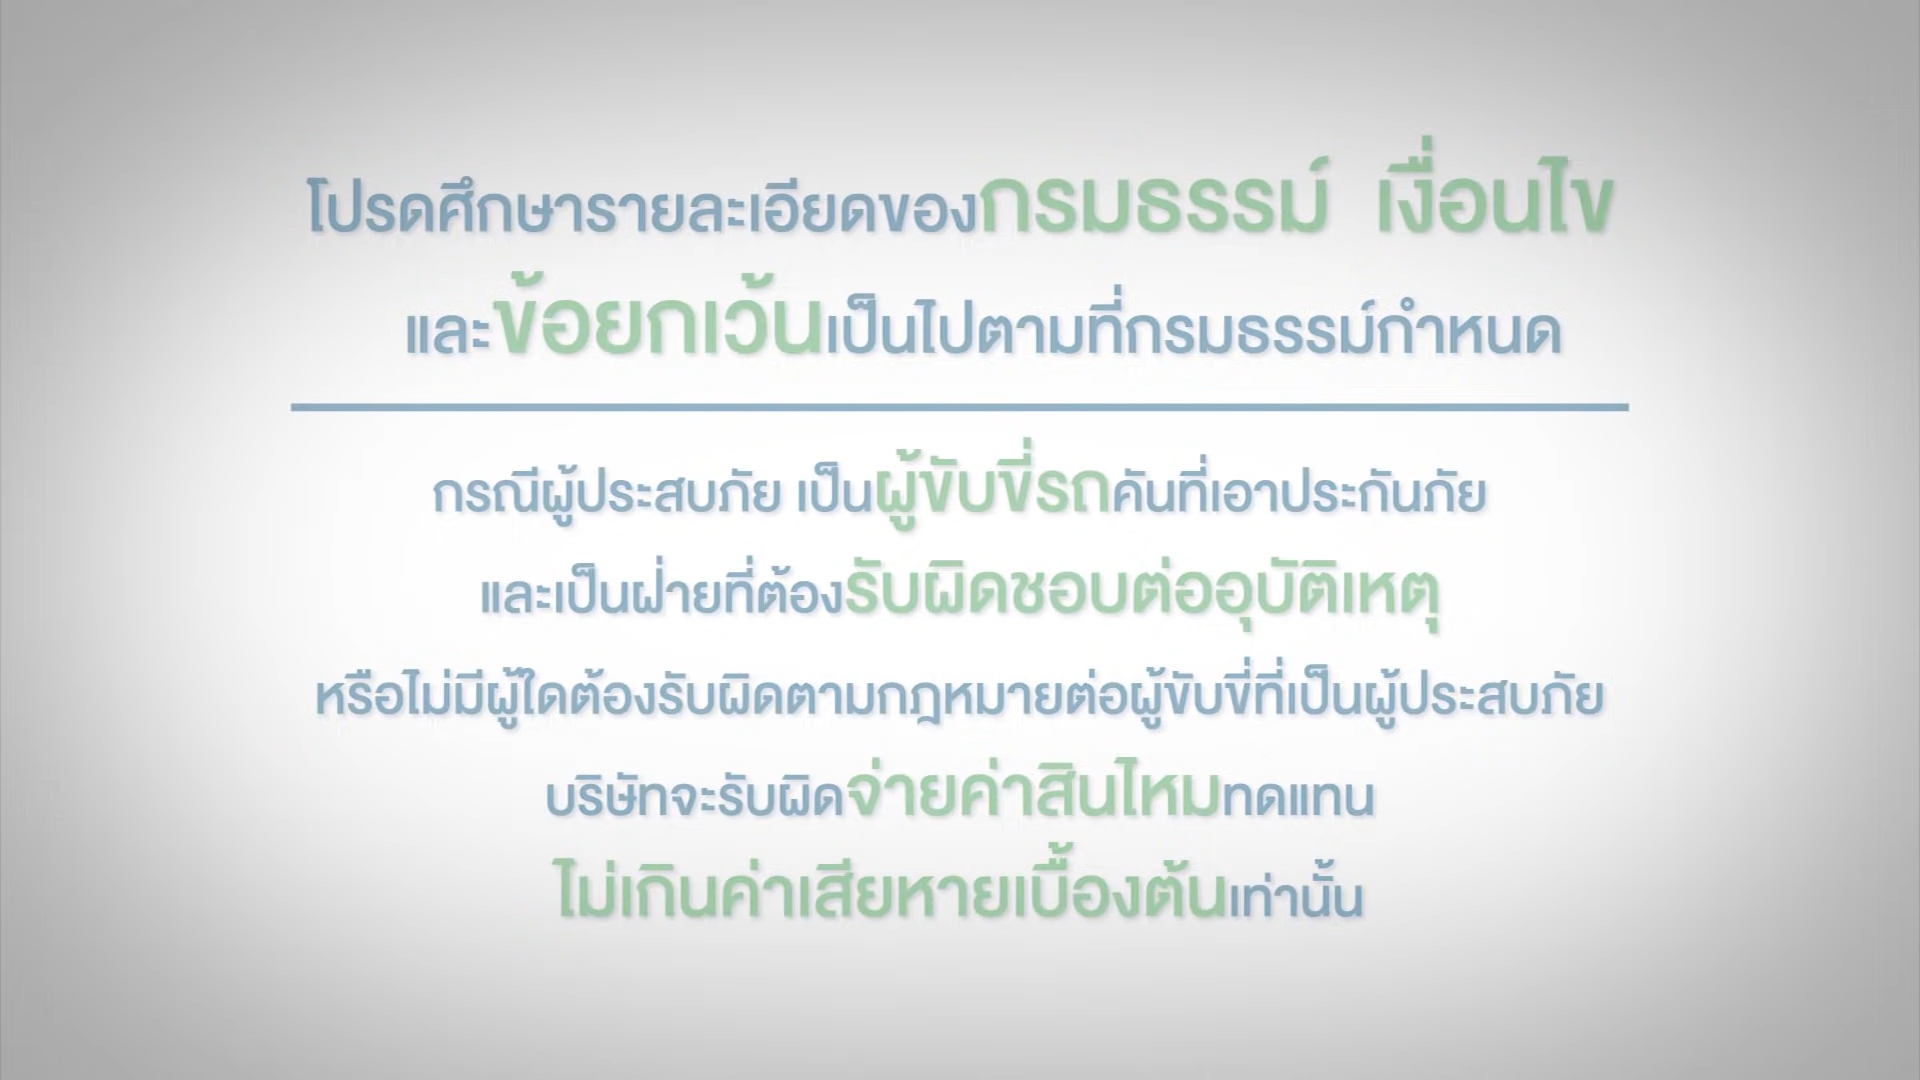 โปรดศึกษารายละเอียดของกรมธรรม์ เงื่อนไข
และข้อยกเว้นเป็นไปตามที่กรมธรรม์กำหนด
กรณีผู้ประสบภัย เป็นผู้ขับขี่รถคันที่เอาประกันภัย
และเป็นฝ่ายที่ต้องรับผิดชอบต่ออุบัติเหตุ
หรือไม่มีผู้ใดต้องรับผิดตามกฎหมายต่อผู้ขับขี่ที่เป็นผู้ประสบภัย
บริษัทจะรับผิดจ่ายค่าสินไหมทดแทน
ไม่เกินค่าเสียหายเบื้องต้นเท่านั้น